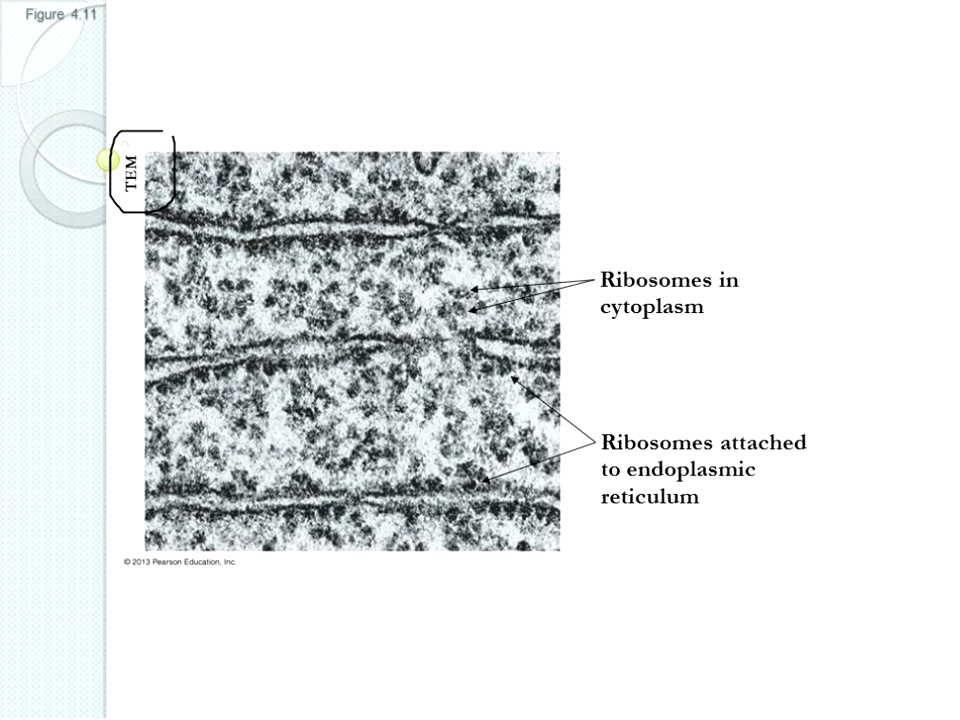 Figure 4.11
TEM
Ribosomes in
cytoplasm
Ribosomes attached
to endoplasmic
reticulum
© 2013 Pearson Education, Inc.